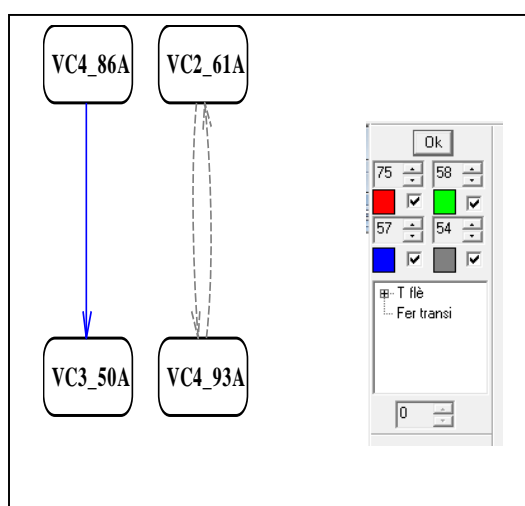 VC4_86A VC2_61A
Ok
75 58
57 54
T flè
Fer transi
VC3_50A VC4_93A
0